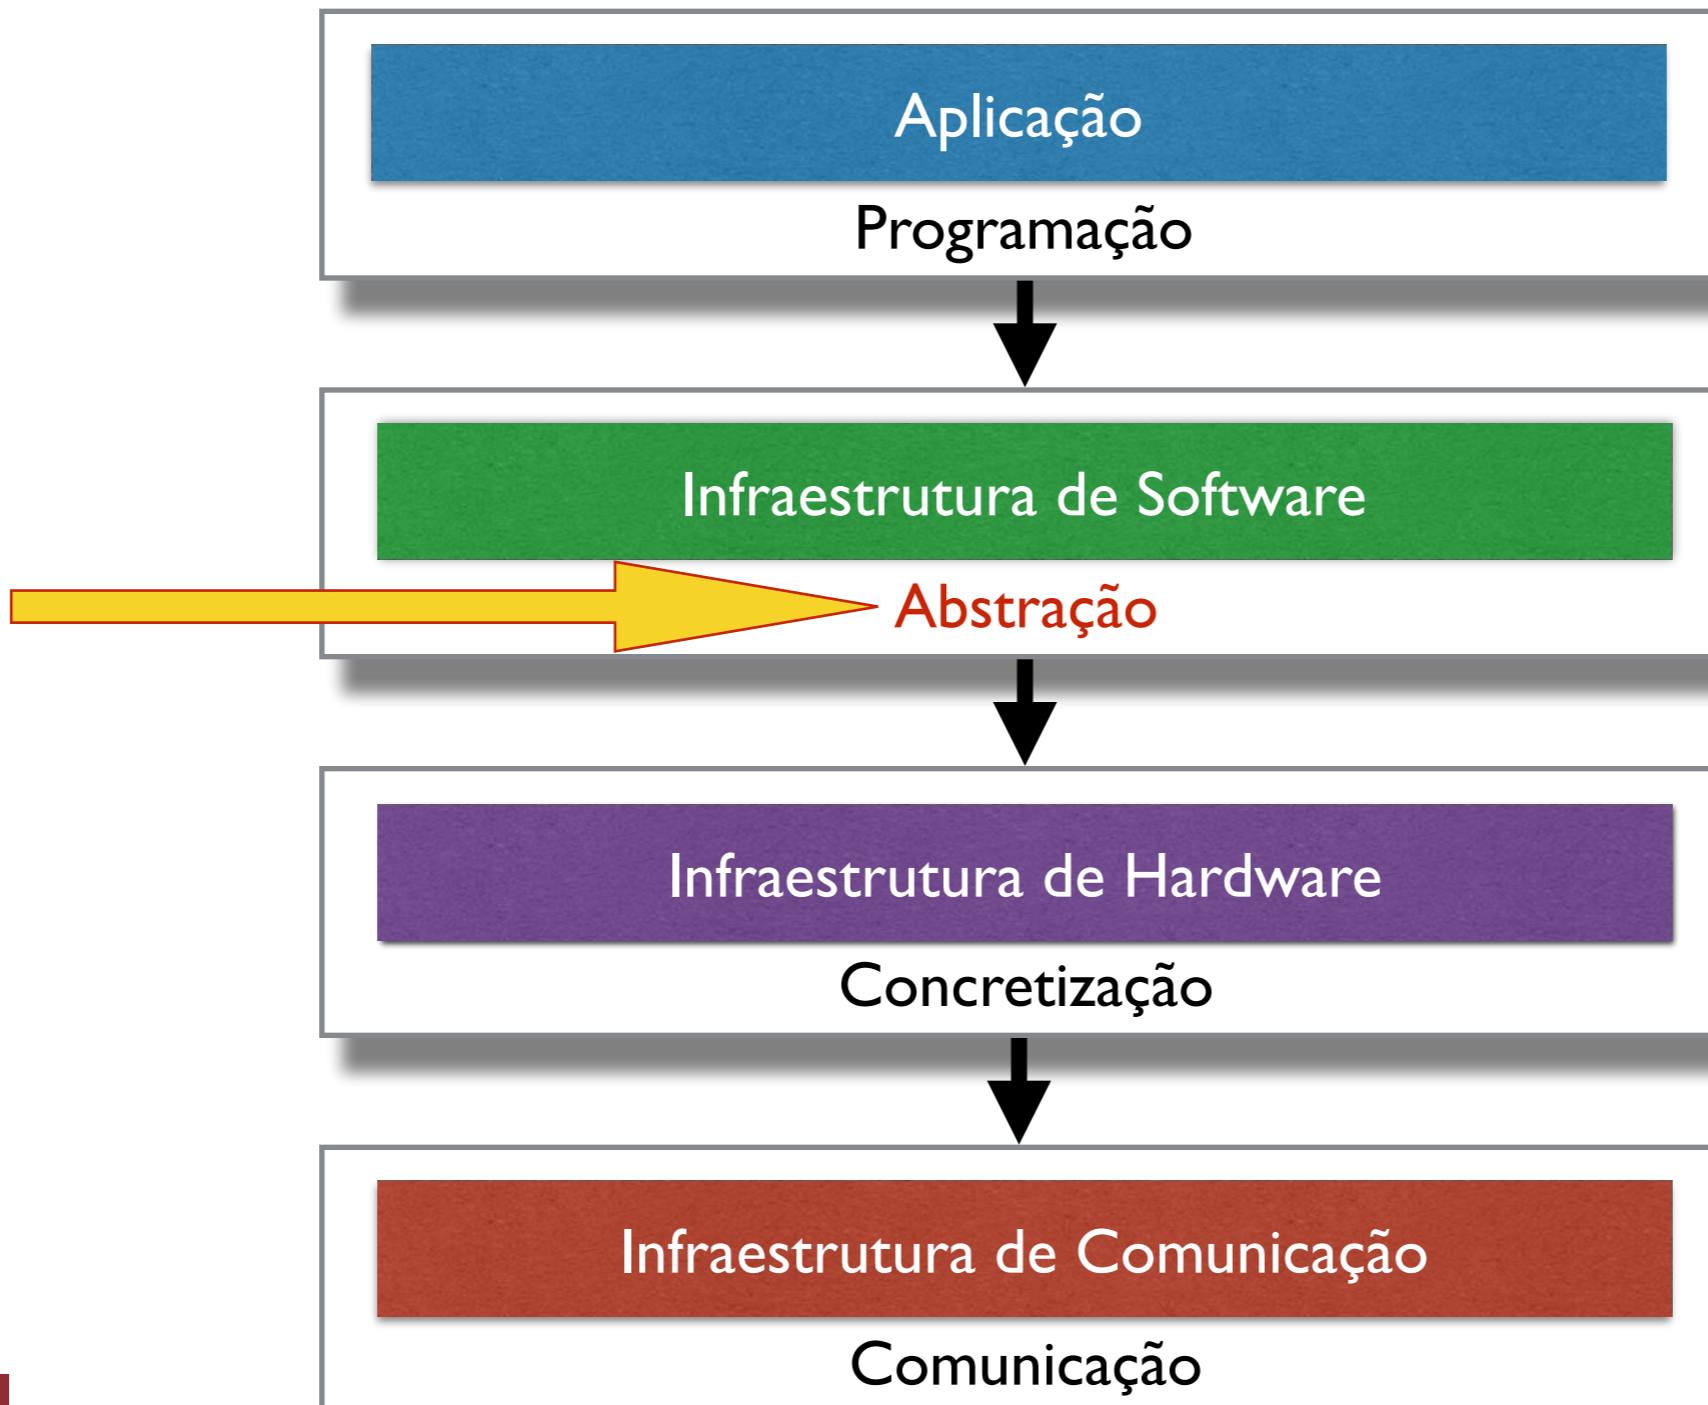 Aplicação
Programação
Infraestrutura de Software
Abstração
Infraestrutura de Hardware
Concretização
Infraestrutura de Comunicação
Comunicação